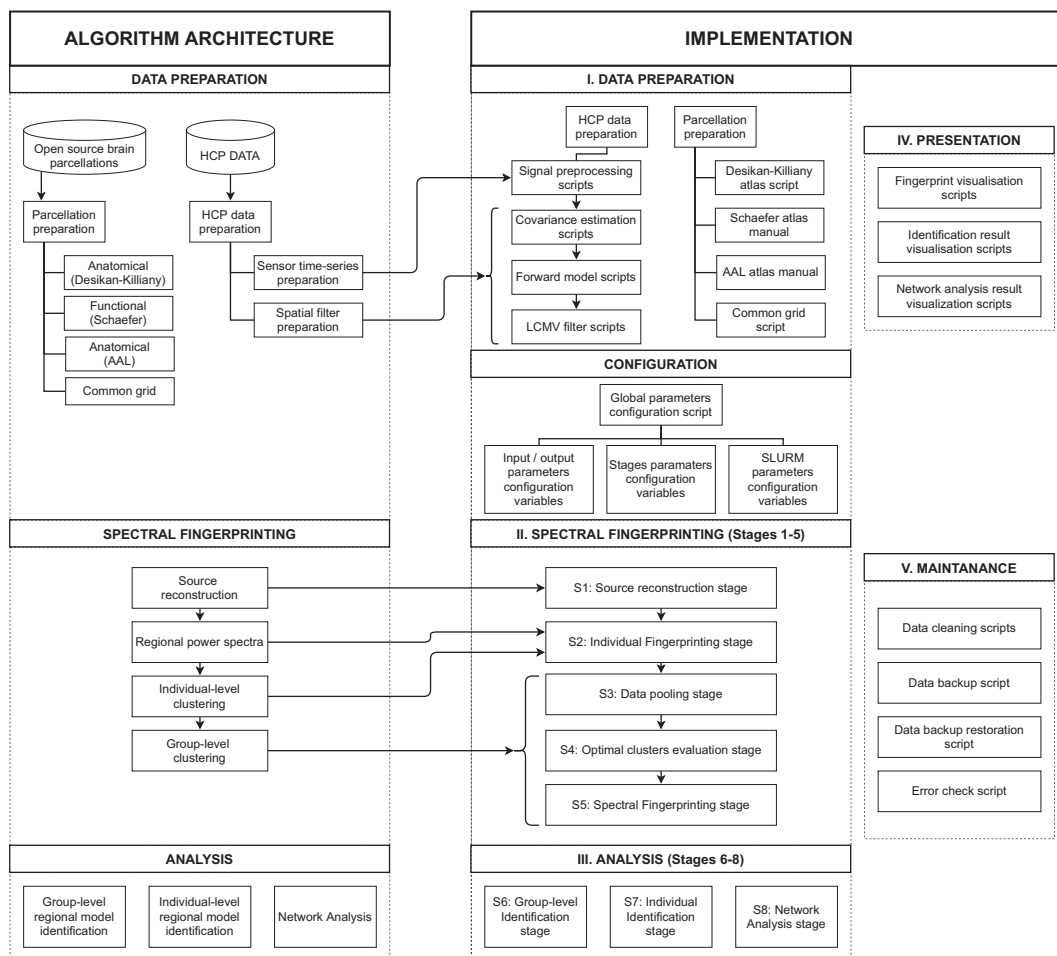 ALGORITHM ARCHITECTURE
DATA PREPARATION
Open source brain
parcellations
HCP DATA
Parcellation
preparation
HCP data
preparation
Anatomical
(Desikan-Killiany)
Functional
(Schaefer)
Anatomical
(AAL)
Common grid
Sensor time-series
preparation
Spatial filter
preparation
SPECTRAL FINGERPRINTING
Source
reconstruction
Regional power spectra
Individual-level
clustering
Group-level
clustering
ANALYSIS
Group-level
regional model
identification
Individual-level
regional model
identification
Network Analysis
IMPLEMENTATION
I. DATA PREPARATION
HCP data
preparation
Parcellation
preparation
Signal preprocessing
scripts
Covariance estimation
scripts
Forward model scripts
LCMV filter scripts
Desikan-Killiany
atlas script
Schaefer atlas
manual
AAL atlas manual
Common grid
script
CONFIGURATION
Global parameters
configuration script
Input / output
parameters
configuration
variables
Stages paramaters
configuration
variables
SLURM
parameters
configuration
variables
II. SPECTRAL FINGERPRINTING (Stages 1-5)
S1: Source reconstruction stage
S2: Individual Fingerprinting stage
S3: Data pooling stage
S4: Optimal clusters evaluation stage
S5: Spectral Fingerprinting stage
III. ANALYSIS (Stages 6-8)
S6: Group-level
Identification
stage
S7: Individual
Identification
stage
S8: Network
Analysis stage
IV. PRESENTATION
Fingerprint visualisation
scripts
Identification result
visualisation scripts
Network analysis result
visualization scripts
V. MAINTANANCE
Data cleaning scripts
Data backup script
Data backup restoration
script
Error check script